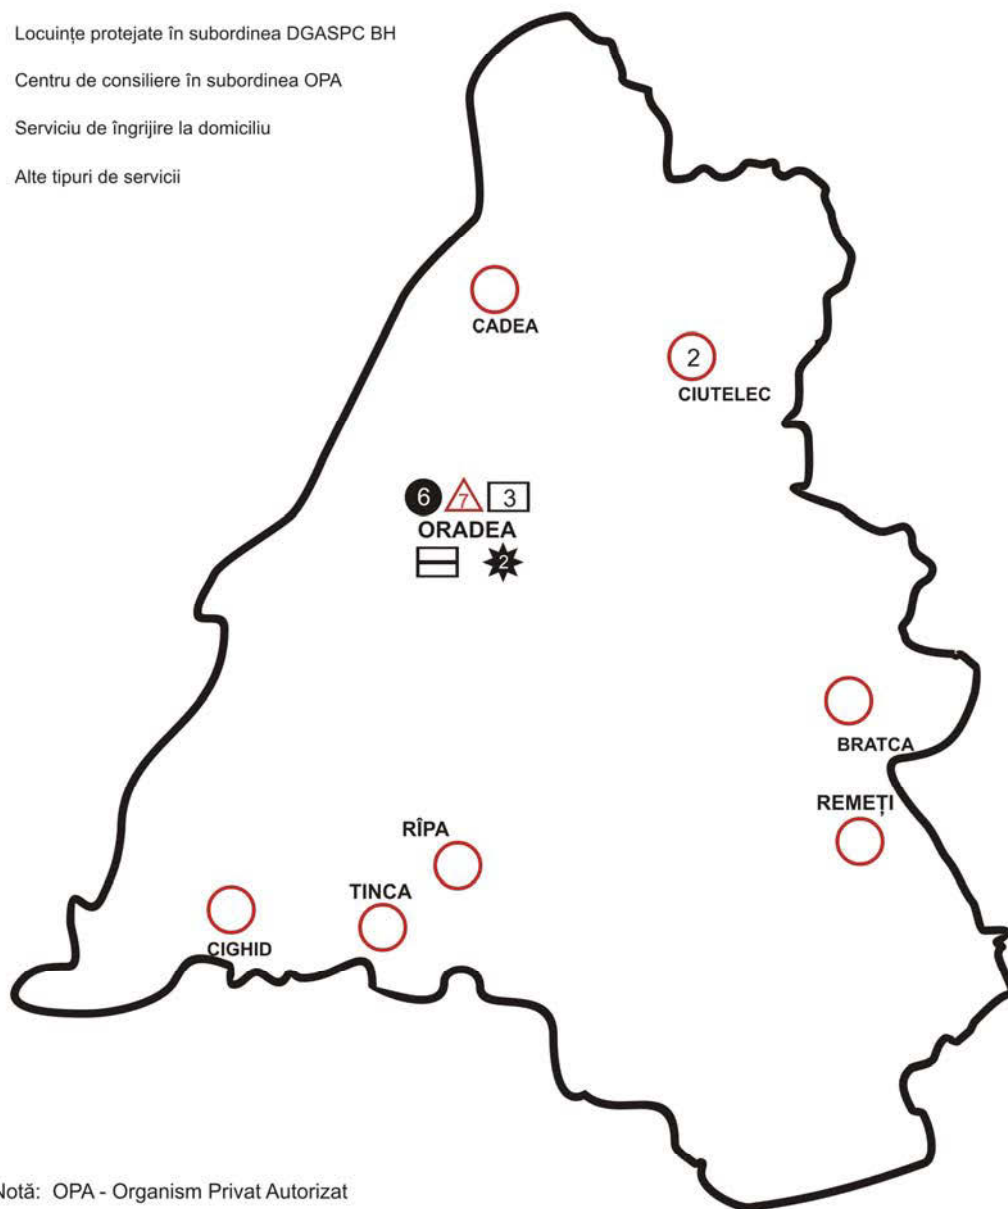 Locuințe protejate în subordinea DGASPC BH
Centru de consiliere în subordinea OPA
Serviciu de îngrijire la domiciliu
Alte tipuri de servicii
CADEA
2
CIUTELEC
6 7 3
ORADEA
2
BRATCA
REMEȚI
RÎPA
TINCA
CIGHID
Notă: OPA - Organism Privat Autorizat